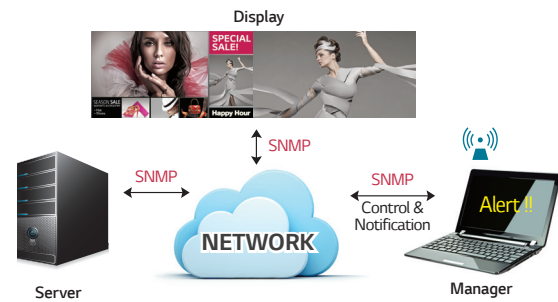 Display
SPECIAL
SALE!
SEASON SALE
Happy Hour
SNMP
SNMP
SNMP
Control &
Notification
Alert !!
NETWORK
Server
Manager